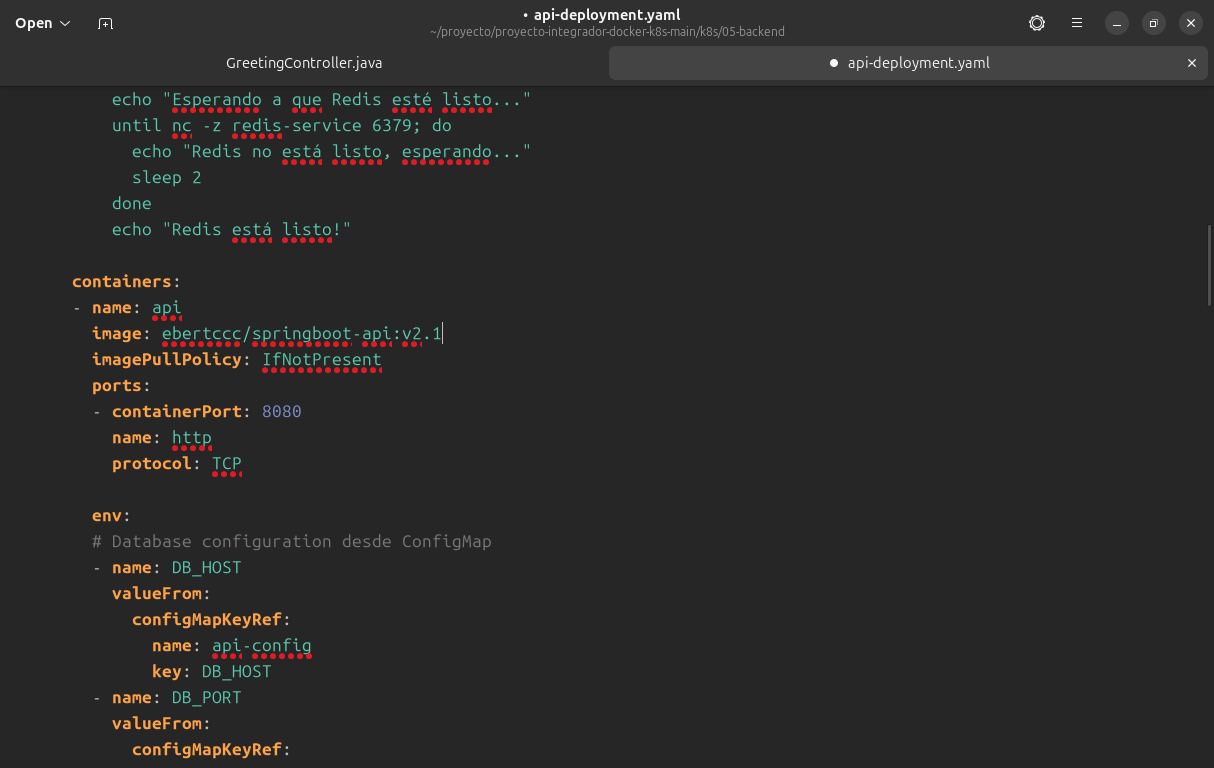 Open
• api-deployment.yaml
~/proyecto/proyecto-integrador-docker-k8s-main/k8s/05-backend
GreetingController.java
● api-deployment.yaml
echo "Esperando a que Redis esté listo..."
until nc -z redis-service 6379; do
echo "Redis no está listo, esperando..."
sleep 2
done
echo "Redis está listo!"
containers:
- name: api
image: ebertccc/springboot-api:v2.1
imagePullPolicy: IfNotPresent
ports:
- containerPort: 8080
name: http
protocol: TCP
env:
# Database configuration desde ConfigMap
- name: DB_HOST
valueFrom:
configMapKeyRef:
name: api-config
key: DB_HOST
- name: DB_PORT
valueFrom:
configMapKeyRef: